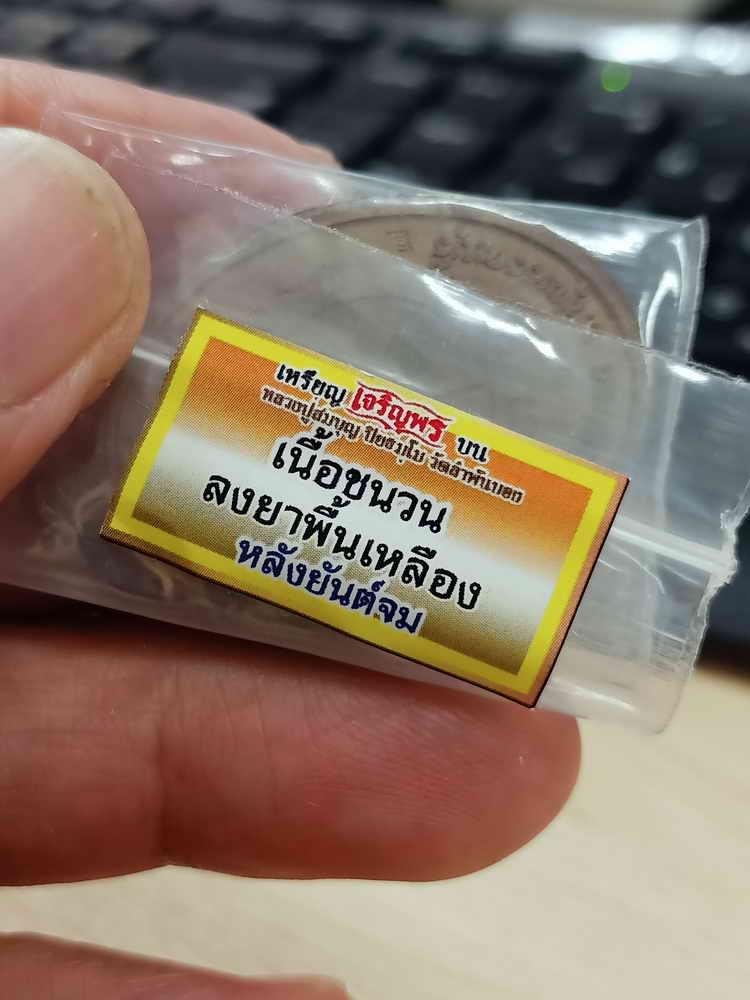 เหรียญ เจริญพร บน
หลวงปู่สมบุญ ปิยธมฺโม วัดลำพันบอง
เนื้อชนวน
ลงยาพื้นเหลือง
หลังยันต์จม